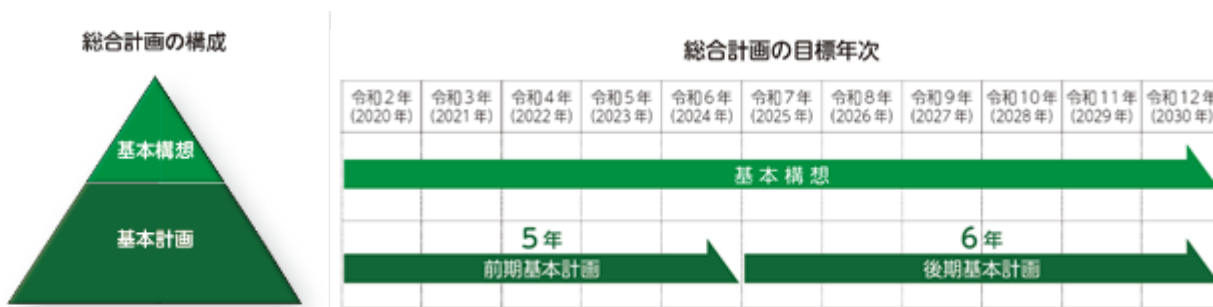 総合計画の構成
基本構想
基本計画
総合計画の目標年次
令和2年 令和3年 令和4年 令和5年 令和6年 令和7年 令和8年 令和9年 令和10年 令和11年 令和12年
(2020年) (2021年) (2022年) (2023年) (2024年) (2025年) (2026年) (2027年) (2028年) (2029年) (2030年)
基本構想
5年 6年
前期基本計画 後期基本計画